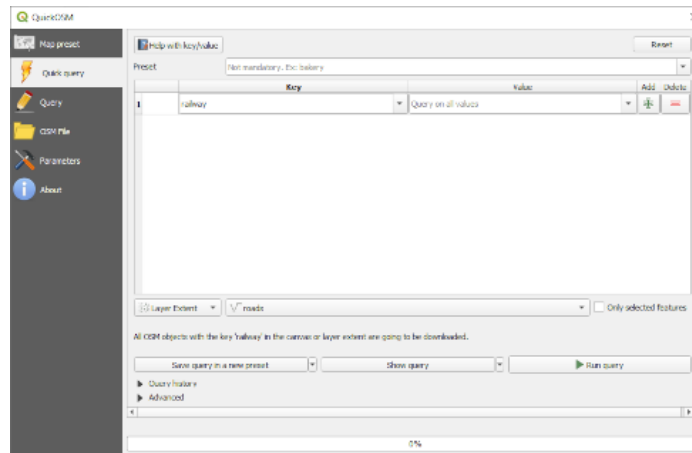 QuickOSM
Map preset
Quick query
Query
OSM File
Parameters
About
Help with key/value
Reset
Preset
Not mandatory. Ex: bakery
Key
Value
Add
Delete
1
railway
Query on all values
Layer Extent
roads
Only selected features
All OSM objects with the key 'railway' in the canvas or layer extent are going to be downloaded.
Save query in a new preset
Show query
Run query
Query history
Advanced
0%